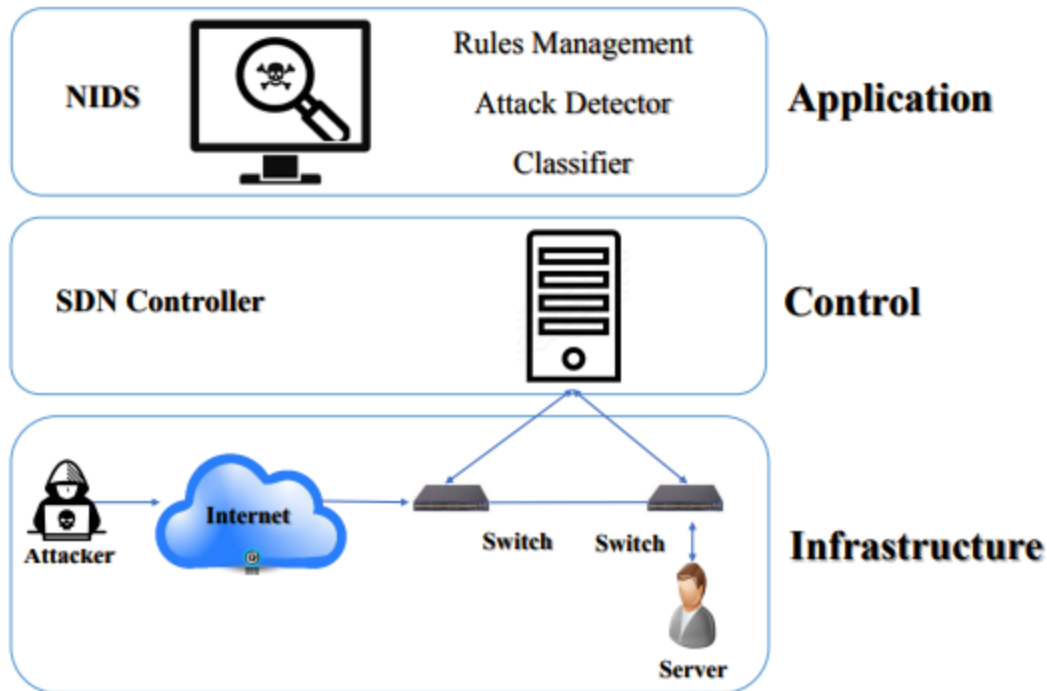 NIDS
Rules Management
Attack Detector
Classifier
Application
SDN Controller
Control
Internet
Attacker
Switch
Switch
Server
Infrastructure